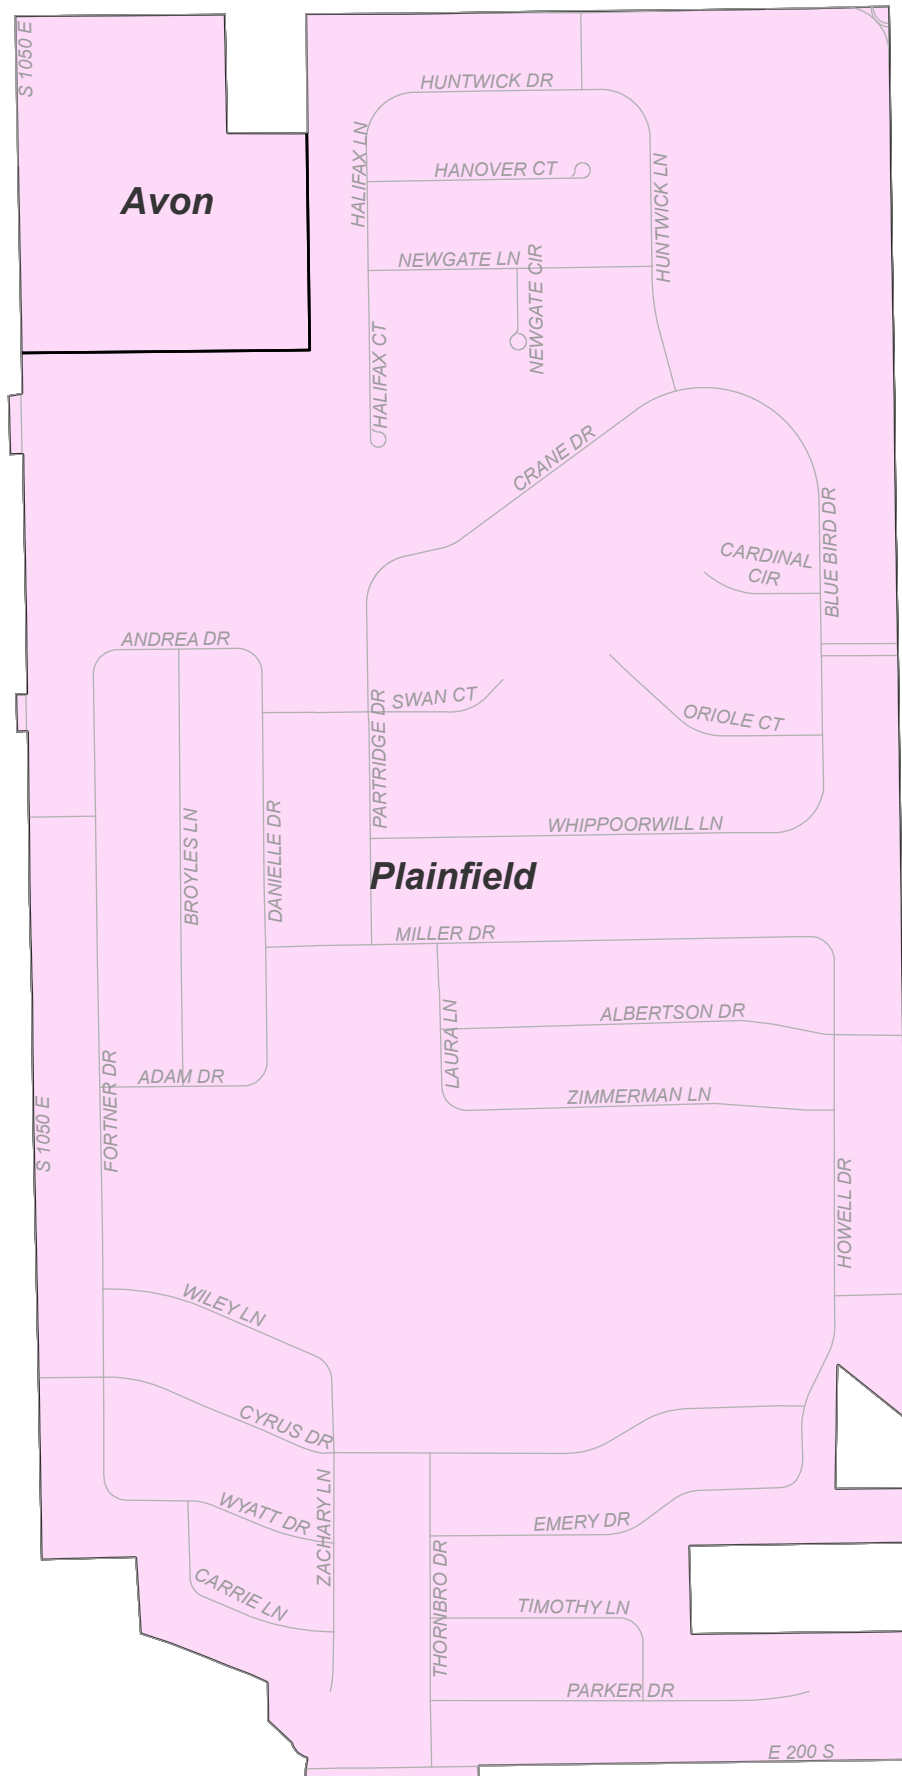 S 1050 E
HUNTWICK DR
HALIFAX LN
HANOVER CT
HUNTWICK LN
Avon
NEWGATE LN
NEWGATE CIR
HALIFAX CT
CRANE DR
BLUE BIRD DR
CARDINAL
CIR
ANDREA DR
SWAN CT
PARTRIDGE DR
ORIOLE CT
BROYLES LN
DANIELLE DR
WHIPPOORWILL LN
Plainfield
MILLER DR
LAURA LN
ALBERTSON DR
FORTNER DR
ADAM DR
ZIMMERMAN LN
S 1050 E
HOWELL DR
WILEY LN
CYRUS DR
ZACHARY LN
WYATT DR
EMERY DR
THORNBRO DR
CARRIE LN
TIMOTHY LN
PARKER DR
E 200 S